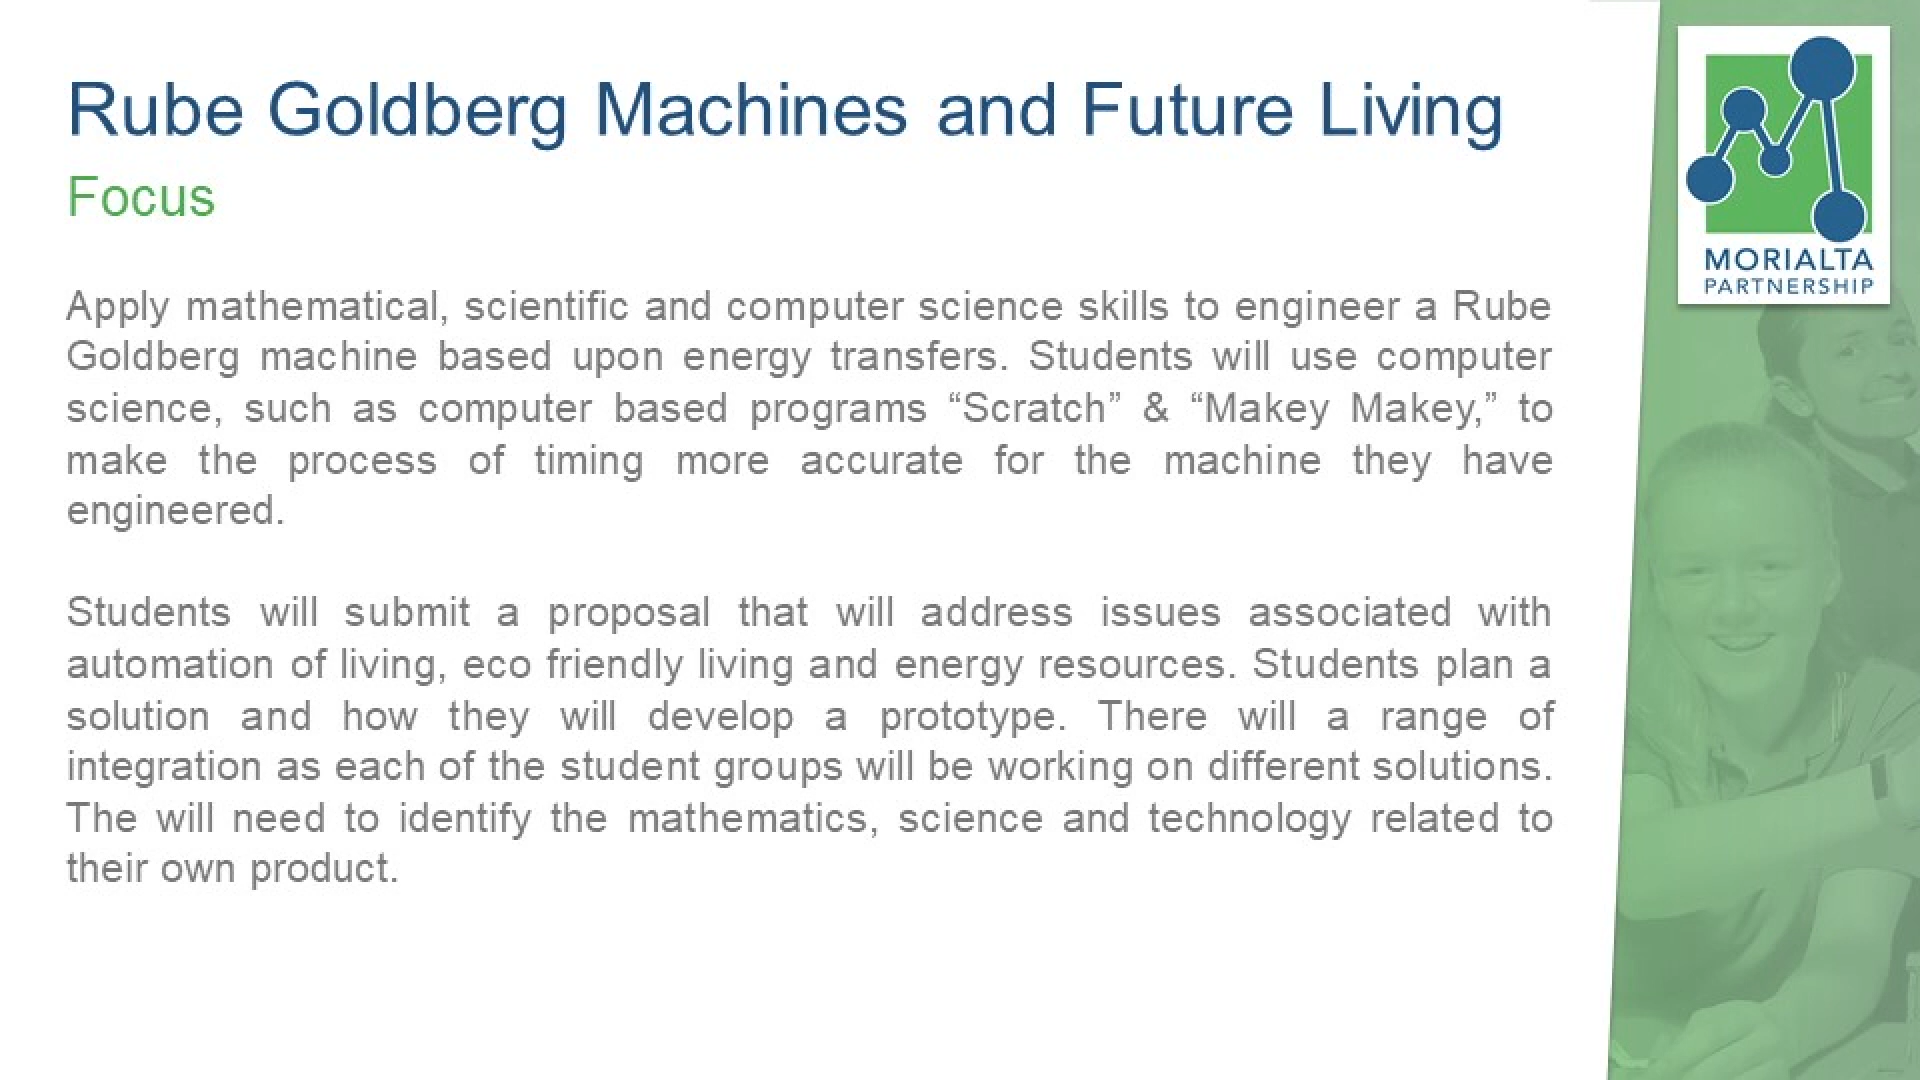 Rube Goldberg Machines and Future Living
Focus
Apply mathematical, scientific and computer science skills to engineer a Rube
Goldberg machine based upon energy transfers. Students will use computer
science, such as computer based programs “Scratch” & “Makey Makey,” to
make the process of timing more accurate for the machine they have
engineered.
Students will submit a proposal that will address issues associated with
automation of living, eco friendly living and energy resources. Students plan a
solution and how they will develop a prototype. There will a range of
integration as each of the student groups will be working on different solutions.
The will need to identify the mathematics, science and technology related to
their own product.
MORIALTA
PARTNERSHIP